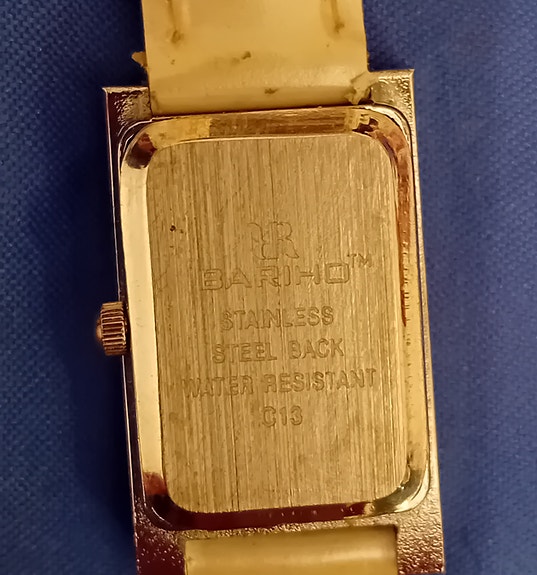 BARIHO™
STAINLESS
STEEL BACK
WATER RESISTANT
C13